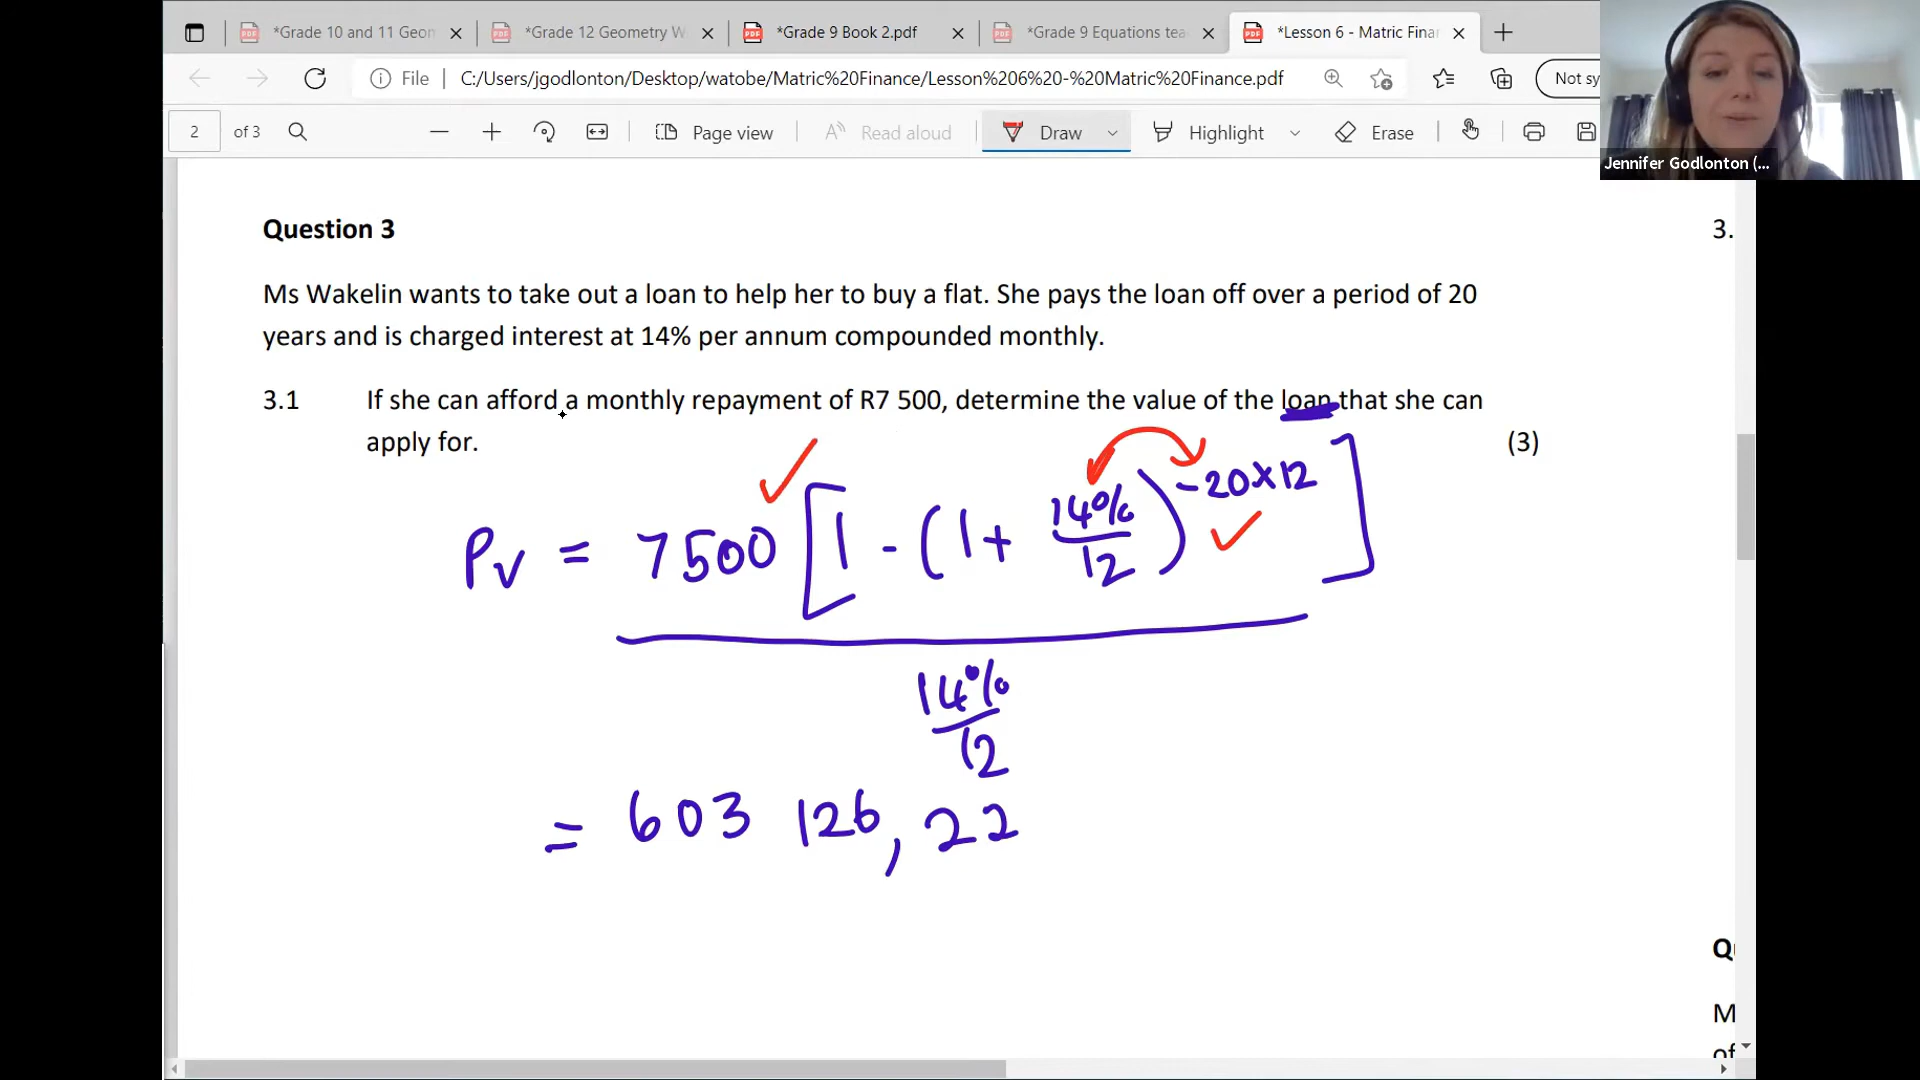 *Grade 10 and 11 Geon
*Grade 12 Geometry W
*Grade 9 Book 2.pdf
*Grade 9 Equations tea
*Lesson 6 - Matric Finan
File
C:/Users/jgodlonton/Desktop/watobe/Matric%20Finance/Lesson%206%20-%20Matric%20Finance.pdf
Not sy
2 of 3
Page view
Read aloud
Draw
Highlight
Erase
Jennifer Godlonton (...
Question 3
3.
Ms Wakelin wants to take out a loan to help her to buy a flat. She pays the loan off over a period of 20
years and is charged interest at 14% per annum compounded monthly.
3.1 If she can afford a monthly repayment of R7 500, determine the value of the loan that she can
apply for. (3)
Pv = 7500 [1 - (1 + 14%/12)^-20x12]
14%/12
= 603 126,22
Q
M
of